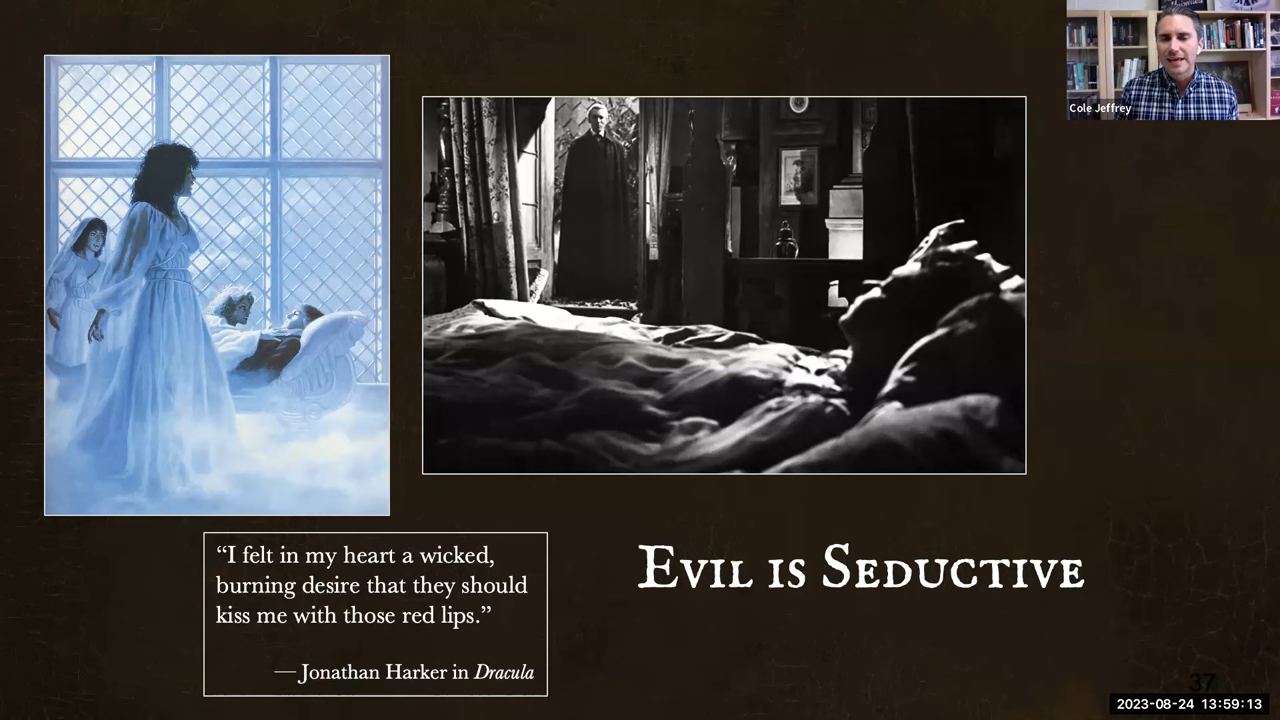 Cole Jeffrey
“I felt in my heart a wicked,
burning desire that they should
kiss me with those red lips.”
— Jonathan Harker in Dracula
Evil is Seductive
37
2023-08-24 13:59:13